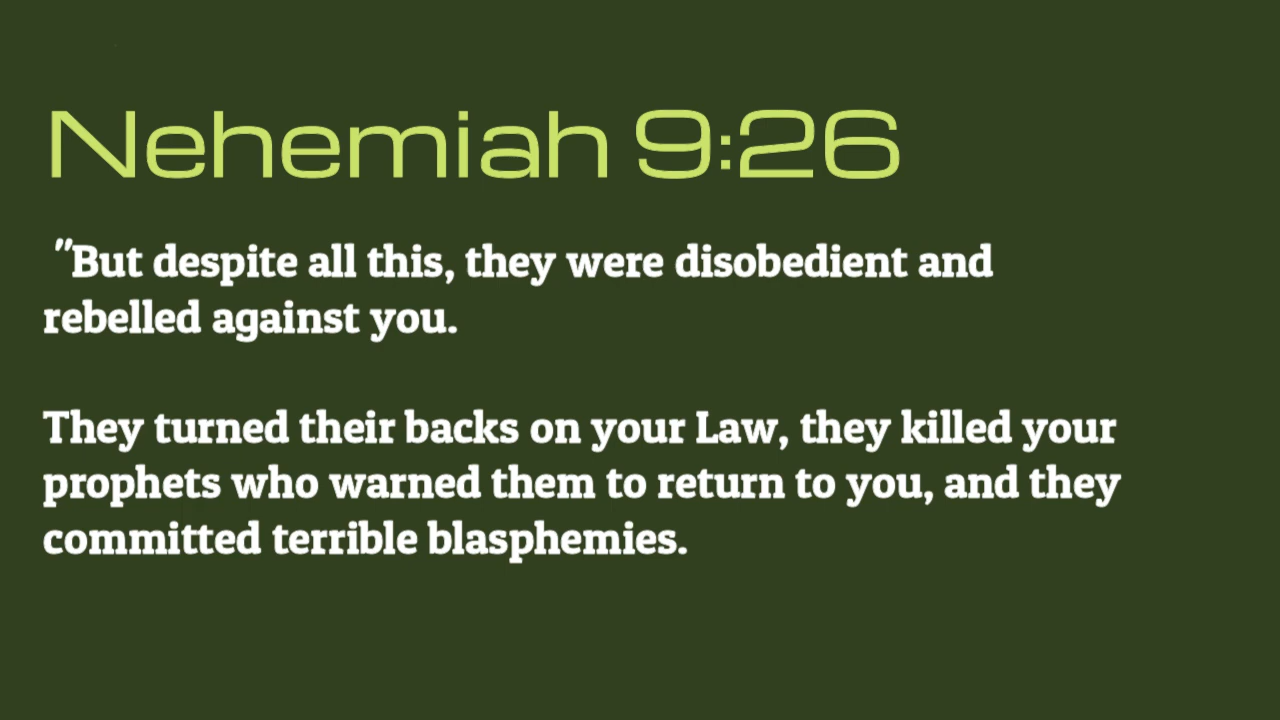 Nehemiah 9:26
"But despite all this, they were disobedient and
rebelled against you.
They turned their backs on your Law, they killed your
prophets who warned them to return to you, and they
committed terrible blasphemies.